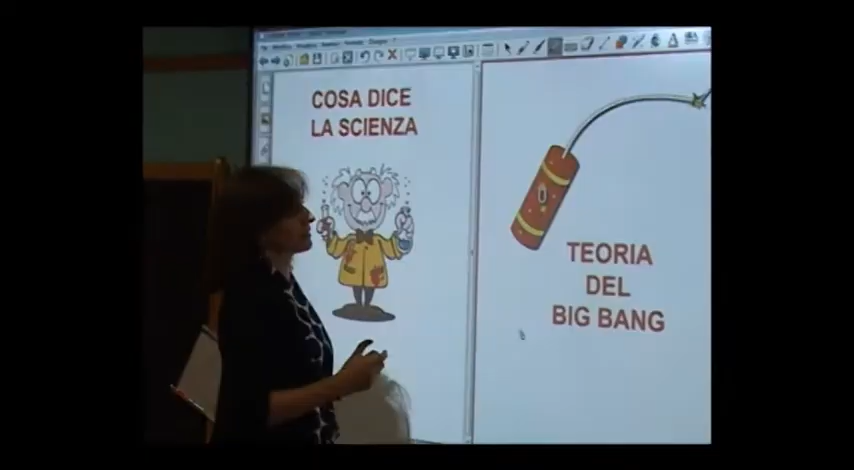 COSA DICE
LA SCIENZA
TEORIA
DEL
BIG BANG